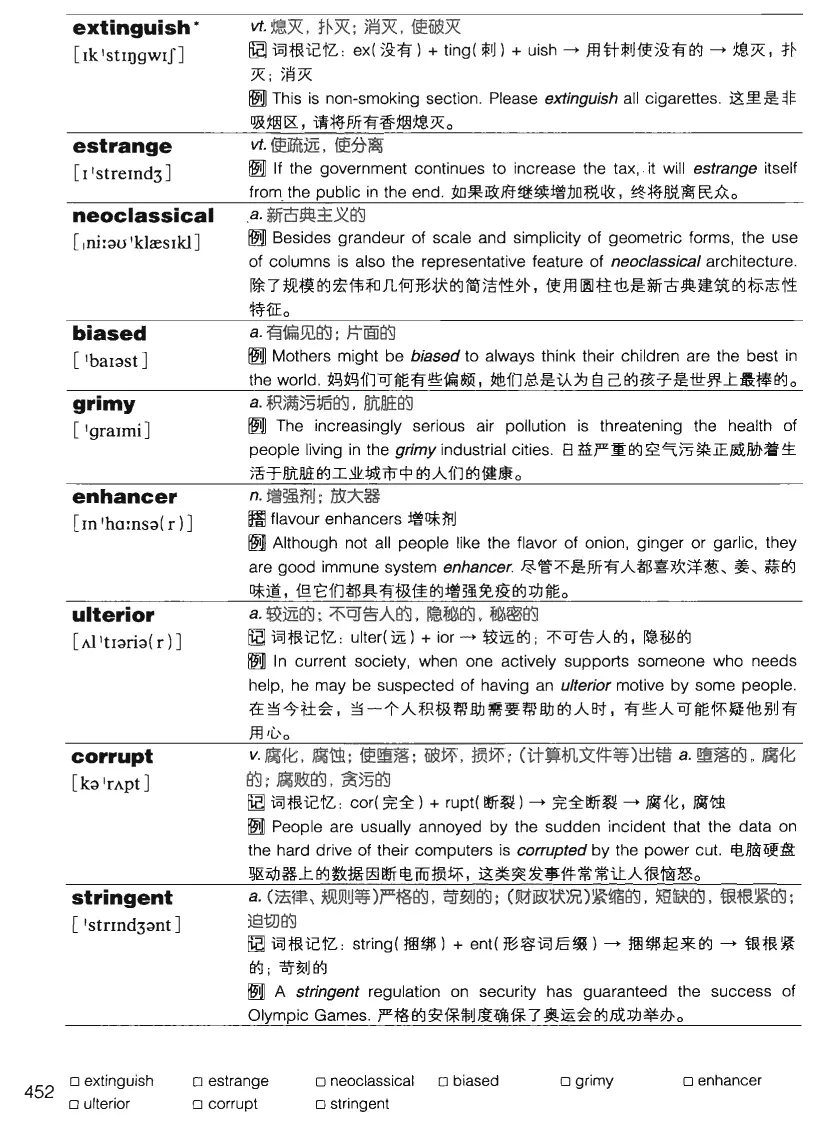 extinguish* vt. 熄灭, 扑灭; 消灭, 使破灭
[ɪkˈstɪŋgwɪʃ] 记 词根记忆: ex(没有) + ting(刺) + uish → 用针刺使没有的 → 熄灭, 扑
灭; 消灭
例 This is non-smoking section. Please extinguish all cigarettes. 这里是非
吸烟区, 请将所有香烟熄灭。
estrange vt. 使疏远, 使分离
[ɪˈstreɪndʒ] 例 If the government continues to increase the tax, it will estrange itself
from the public in the end. 如果政府继续增加税收, 终将脱离民众。
neoclassical a. 新古典主义的
[ˌniːəʊˈklæsɪkl] 例 Besides grandeur of scale and simplicity of geometric forms, the use
of columns is also the representative feature of neoclassical architecture.
除了规模的宏伟和几何形状的简洁性外, 使用圆柱也是新古典建筑的标志性
特征。
biased a. 有偏见的; 片面的
[ˈbaɪəst] 例 Mothers might be biased to always think their children are the best in
the world. 妈妈们可能有些偏颇, 她们总是认为自己的孩子是世界上最棒的。
grimy a. 积满污垢的, 肮脏的
[ˈgraɪmi] 例 The increasingly serious air pollution is threatening the health of
people living in the grimy industrial cities. 日益严重的空气污染正威胁着生
活于肮脏的工业城市中的人们的健康。
enhancer n. 增强剂; 放大器
[ɪnˈhɑːnsə(r)] 搭 flavour enhancers 增味剂
例 Although not all people like the flavor of onion, ginger or garlic, they
are good immune system enhancer. 尽管不是所有人都喜欢洋葱、姜、蒜的
味道, 但它们都具有极佳的增强免疫的功能。
ulterior a. 较远的; 不可告人的, 隐秘的, 秘密的
[ʌlˈtɪəriə(r)] 记 词根记忆: ulter(远) + ior → 较远的; 不可告人的, 隐秘的
例 In current society, when one actively supports someone who needs
help, he may be suspected of having an ulterior motive by some people.
在当今社会, 当一个人积极帮助需要帮助的人时, 有些人可能怀疑他别有
用心。
corrupt v. 腐化, 腐蚀; 使堕落; 破坏, 损坏; (计算机文件等)出错 a. 堕落的, 腐化
[kəˈrʌpt] 的; 腐败的, 贪污的
记 词根记忆: cor(完全) + rupt(断裂) → 完全断裂 → 腐化, 腐蚀
例 People are usually annoyed by the sudden incident that the data on
the hard drive of their computers is corrupted by the power cut. 电脑硬盘
驱动器上的数据因断电而损坏, 这类突发事件常常让人很恼怒。
stringent a. (法律、规则等)严格的, 苛刻的; (财政状况)紧缩的, 短缺的, 银根紧的;
[ˈstrɪndʒənt] 迫切的
记 词根记忆: string(捆绑) + ent(形容词后缀) → 捆绑起来的 → 银根紧
的; 苛刻的
例 A stringent regulation on security has guaranteed the success of
Olympic Games. 严格的安保制度确保了奥运会的成功举办。
452 □ extinguish □ estrange □ neoclassical □ biased □ grimy □ enhancer
□ ulterior □ corrupt □ stringent